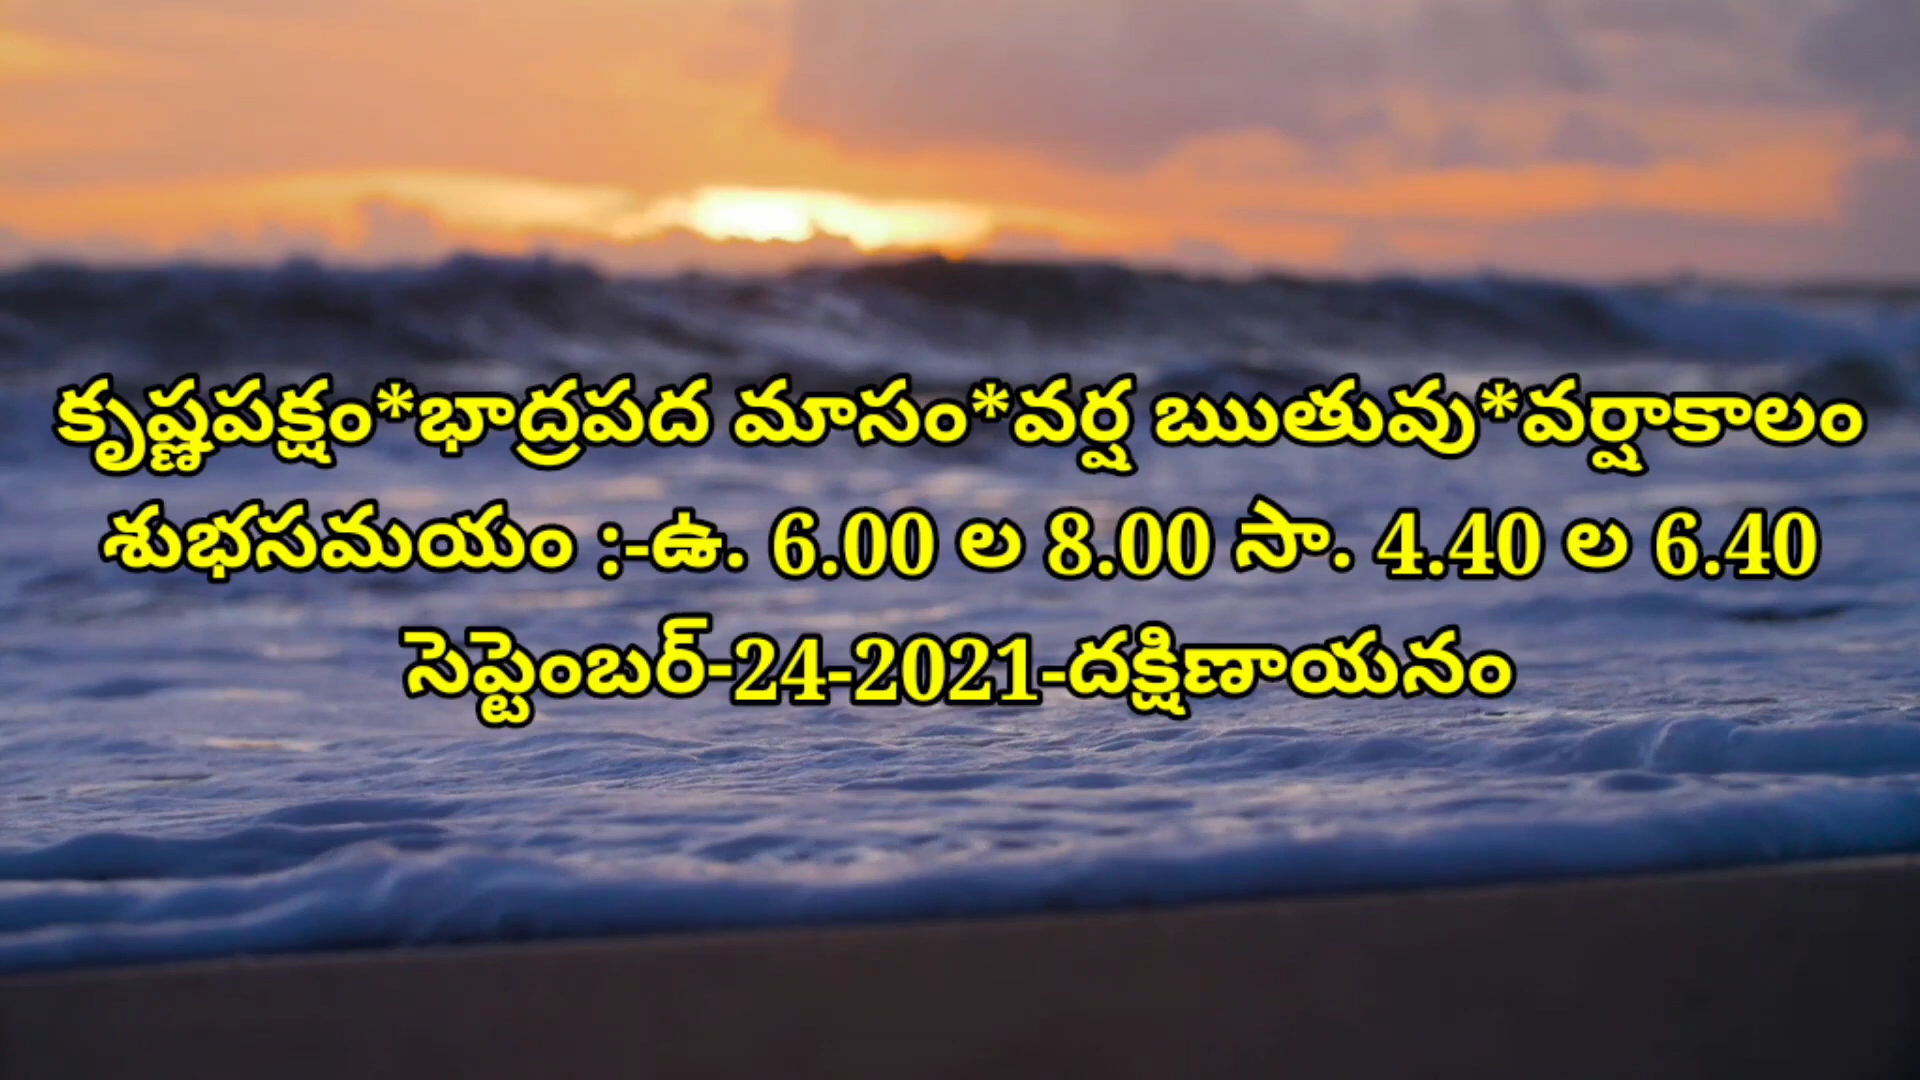 కృష్ణపక్షం*భాద్రపద మాసం*వర్ష ఋతువు*వర్షాకాలం
శుభసమయం :-ఉ. 6.00 ల 8.00 సా. 4.40 ల 6.40
సెప్టెంబర్-24-2021-దక్షిణాయనం